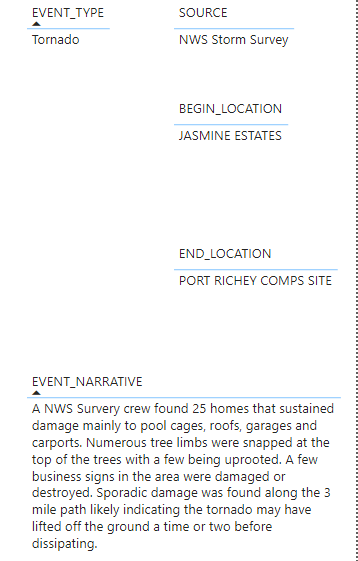 EVENT_TYPE
SOURCE
Tornado
NWS Storm Survey
BEGIN_LOCATION
JASMINE ESTATES
END_LOCATION
PORT RICHEY COMPS SITE
EVENT_NARRATIVE
A NWS Survery crew found 25 homes that sustained
damage mainly to pool cages, roofs, garages and
carports. Numerous tree limbs were snapped at the
top of the trees with a few being uprooted. A few
business signs in the area were damaged or
destroyed. Sporadic damage was found along the 3
mile path likely indicating the tornado may have
lifted off the ground a time or two before
dissipating.